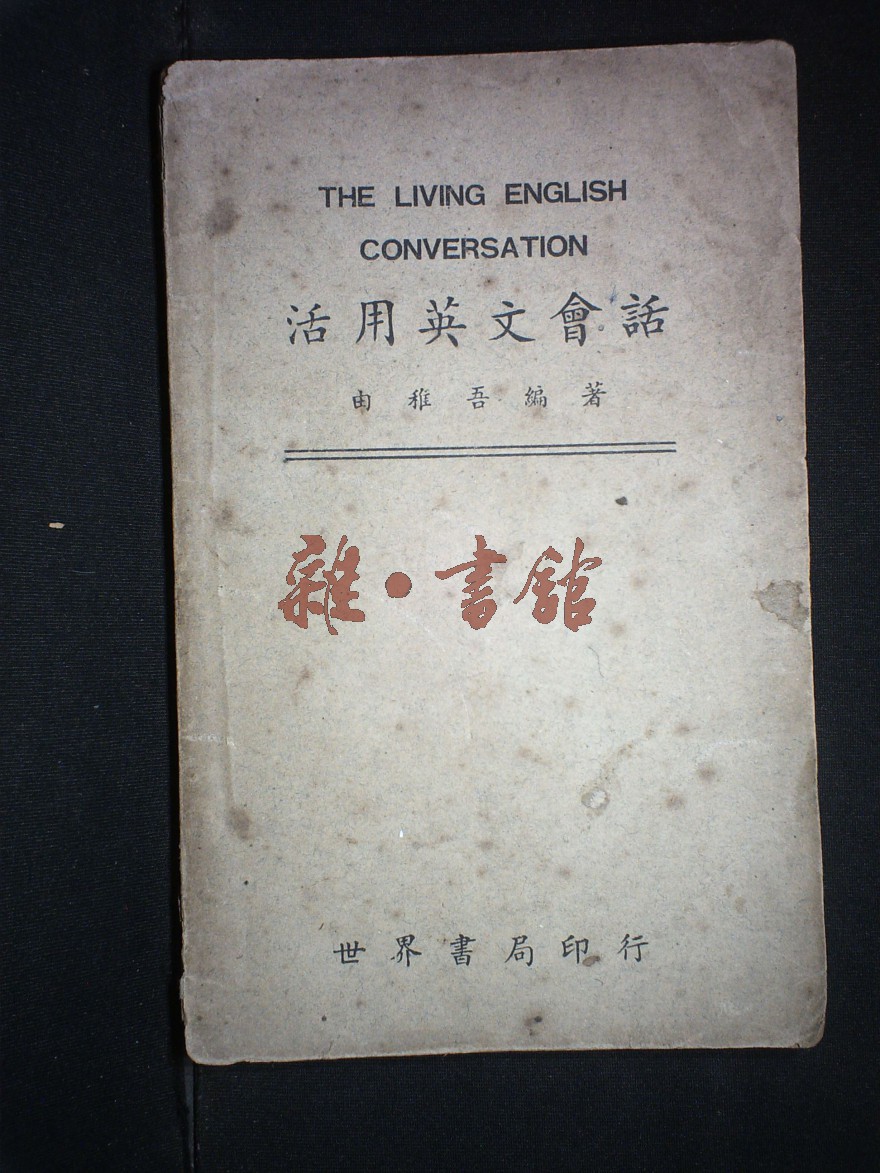 THE LIVING ENGLISH
CONVERSATION
活用英文會話
由稚吾編著
雜·書館
世界書局印行